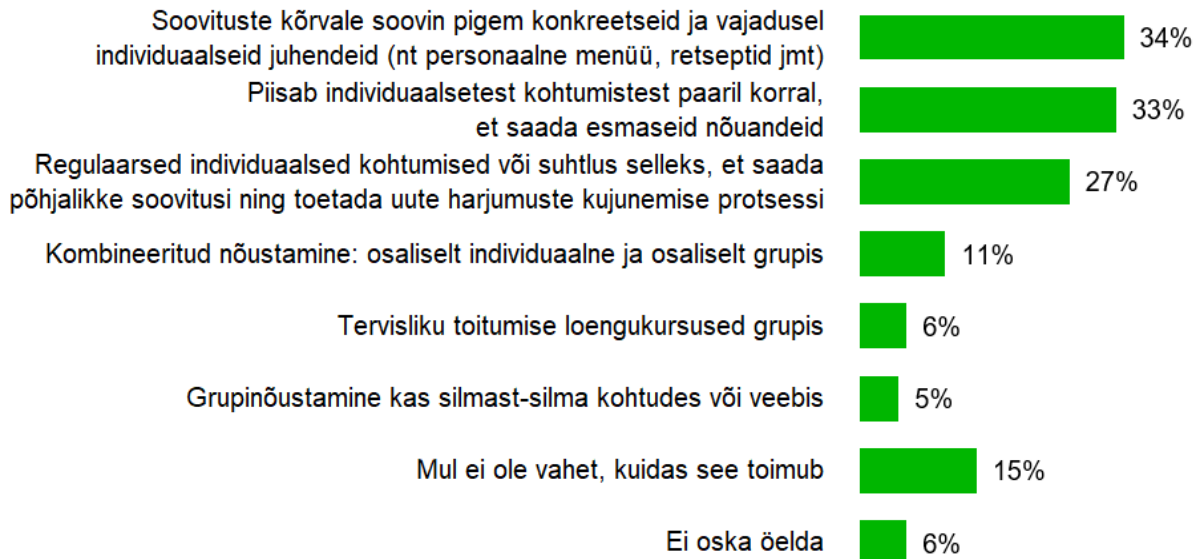 Soovituste kõrvale soovin pigem konkreetseid ja vajadusel
individuaalseid juhendeid (nt personaalne menüü, retseptid jmt)
34%
Piisab individuaalsetest kohtumistest paaril korral,
et saada esmaseid nõuandeid
33%
Regulaarsed individuaalsed kohtumised või suhtlus selleks, et saada
põhjalikke soovitusi ning toetada uute harjumuste kujunemise protsessi
27%
Kombineeritud nõustamine: osaliselt individuaalne ja osaliselt grupis
11%
Tervisliku toitumise loengukursused grupis
6%
Grupinõustamine kas silmast-silma kohtudes või veebis
5%
Mul ei ole vahet, kuidas see toimub
15%
Ei oska öelda
6%